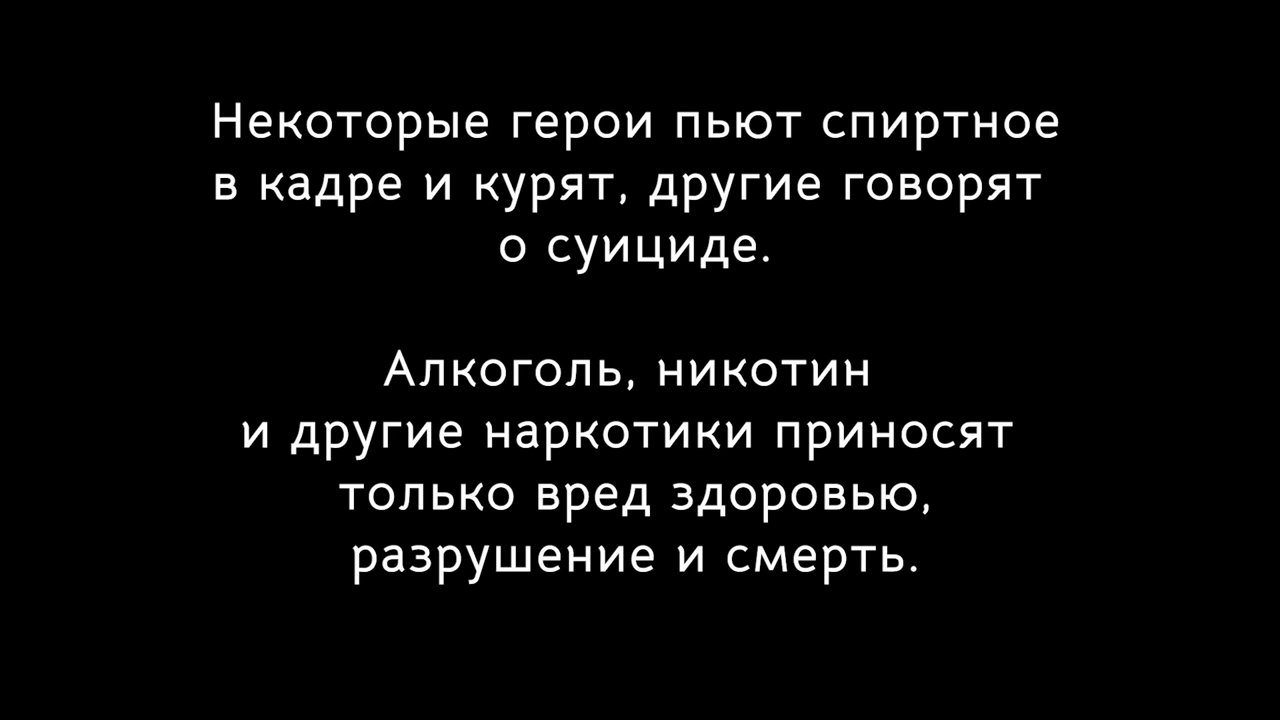 Некоторые герои пьют спиртное
в кадре и курят, другие говорят
о суициде.
Алкоголь, никотин
и другие наркотики приносят
только вред здоровью,
разрушение и смерть.